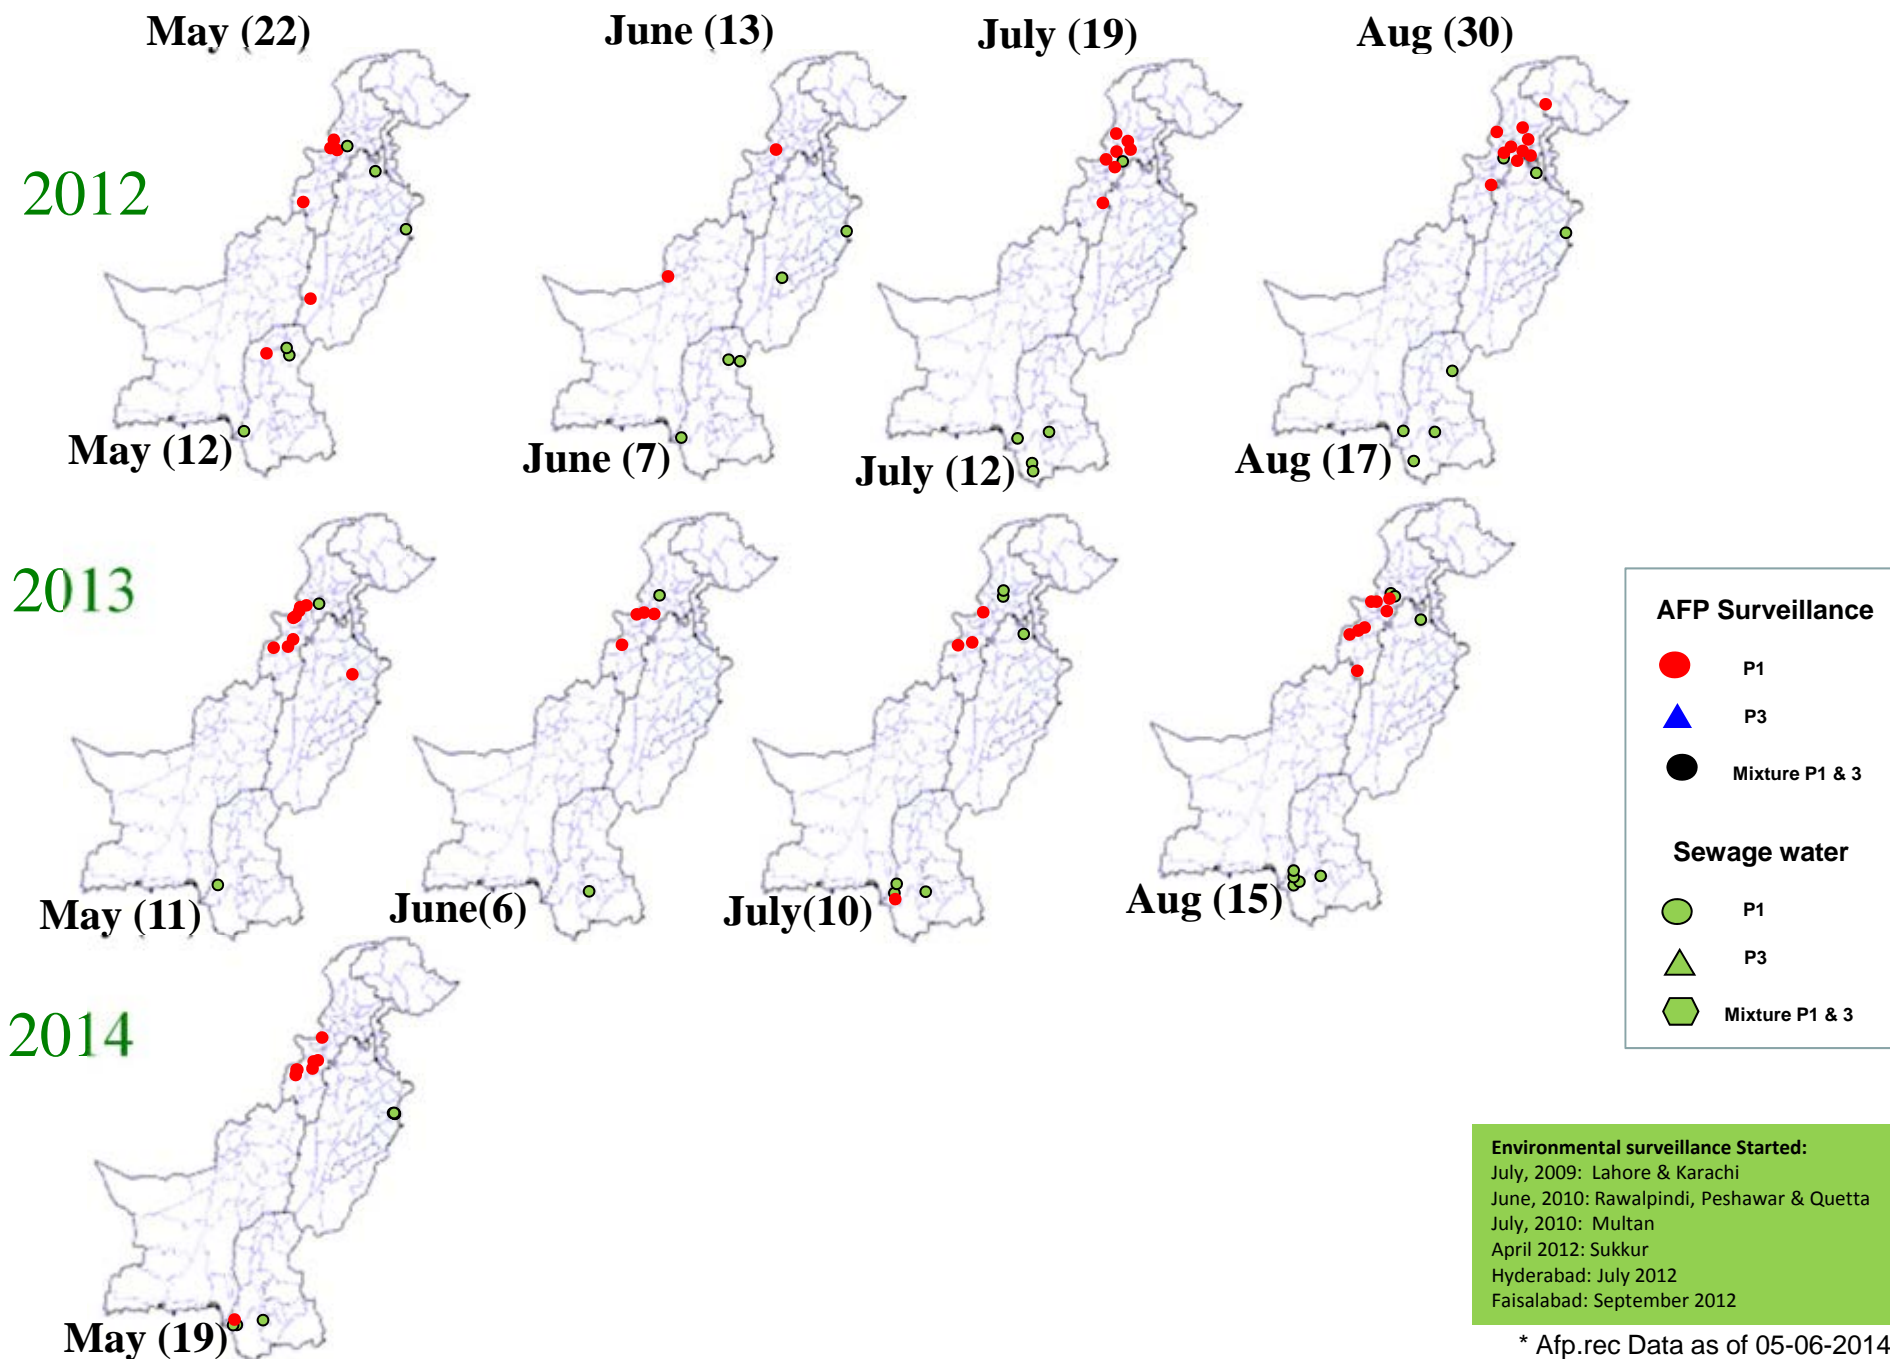 May (22)
June (13)
July (19)
Aug (30)
2012
May (12)
June (7)
July (12)
Aug (17)
2013
May (11)
June(6)
July(10)
Aug (15)
2014
May (19)
AFP Surveillance
P1
P3
Mixture P1 & 3
Sewage water
P1
P3
Mixture P1 & 3
Environmental surveillance Started:
July, 2009: Lahore & Karachi
June, 2010: Rawalpindi, Peshawar & Quetta
July, 2010: Multan
April 2012: Sukkur
Hyderabad: July 2012
Faisalabad: September 2012
* Afp.rec Data as of 05-06-2014